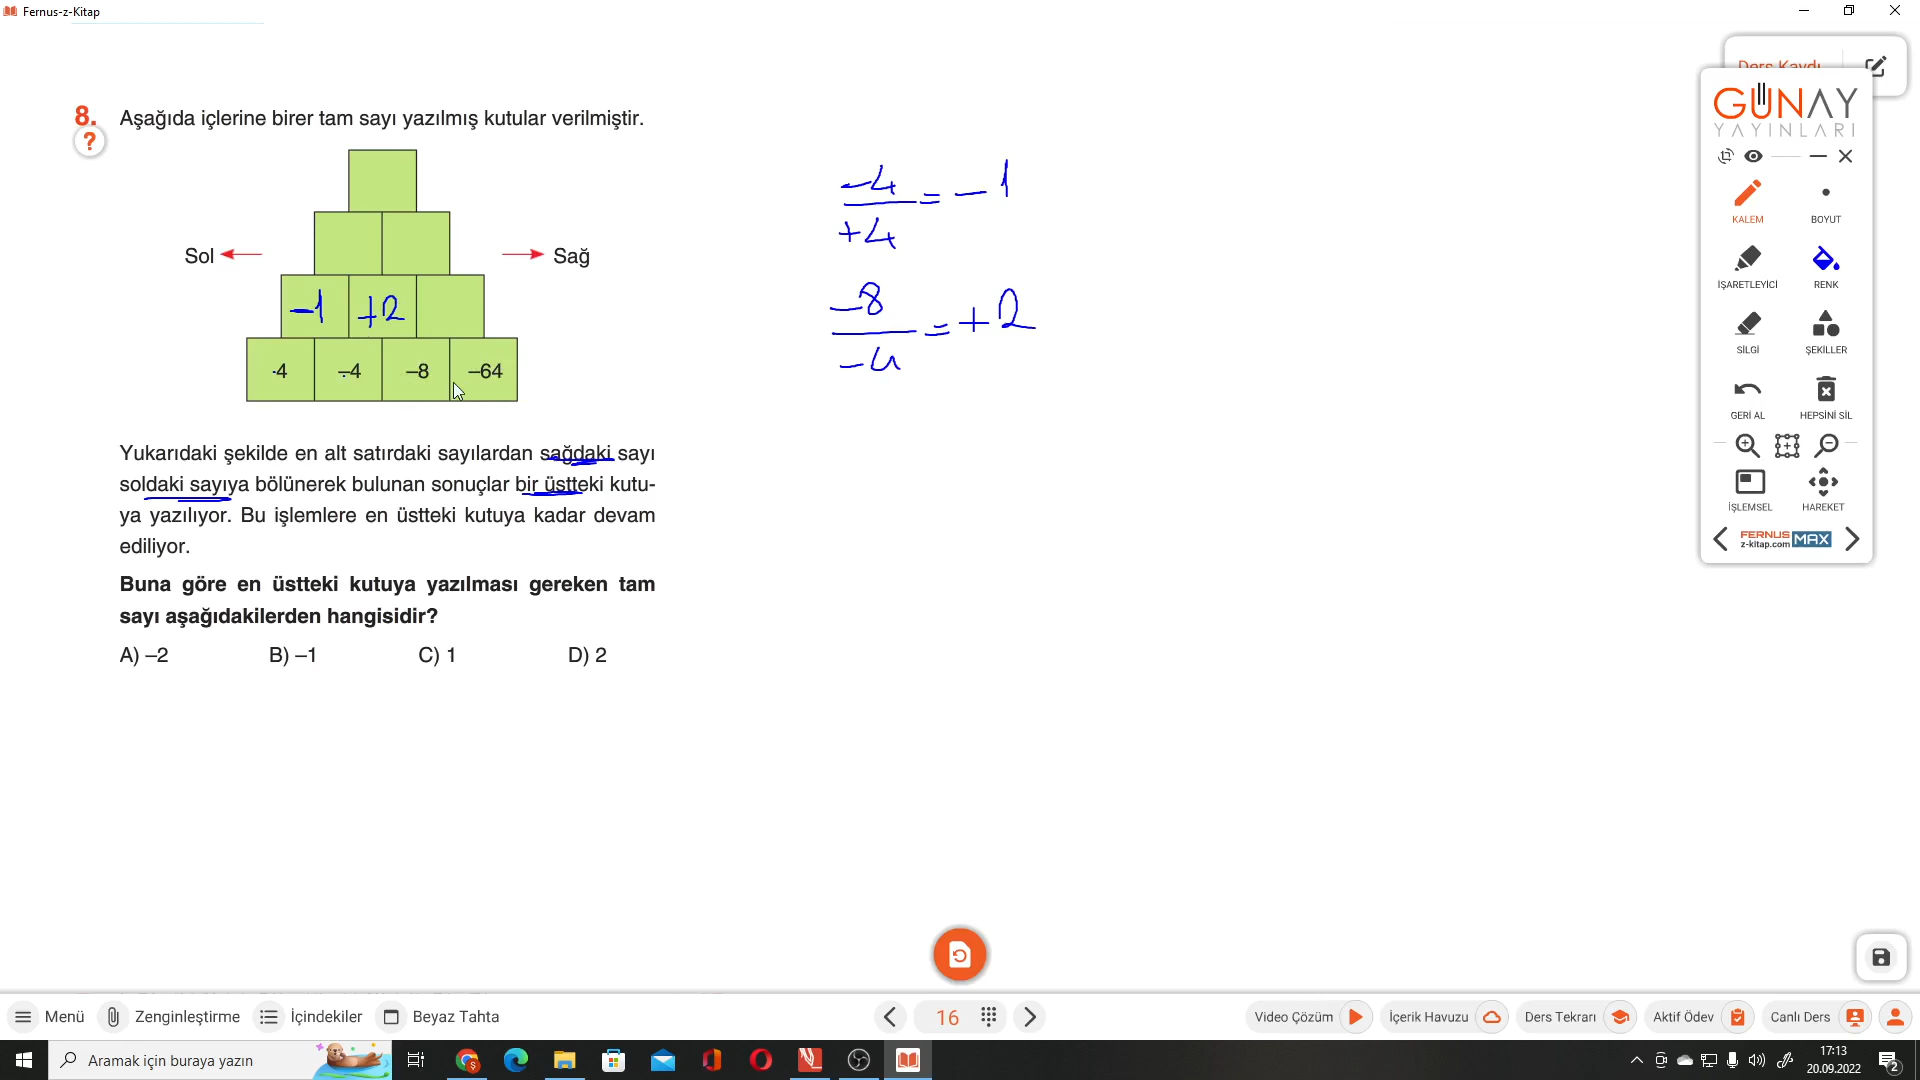 Fernus-z-Kitap
Ders Kaydı
8. Aşağıda içlerine birer tam sayı yazılmış kutular verilmiştir.
?
Sol
Sağ
-1 +2
4 –4 –8 –64
-4
+4
= -1
-8
-4
= +2
Yukarıdaki şekilde en alt satırdaki sayılardan sağdaki sayı
soldaki sayıya bölünerek bulunan sonuçlar bir üstteki kutu-
ya yazılıyor. Bu işlemlere en üstteki kutuya kadar devam
ediliyor.
Buna göre en üstteki kutuya yazılması gereken tam
sayı aşağıdakilerden hangisidir?
A) –2 B) –1 C) 1 D) 2
GÜNAY
YAYINLARI
KALEM BOYUT
İŞARETLEYİCİ RENK
SİLGİ ŞEKİLLER
GERİ AL HEPSİNİ SİL
İŞLEMSEL HAREKET
FERNUS
z-kitap.com MAX
Menü Zenginleştirme İçindekiler Beyaz Tahta 16 Video Çözüm İçerik Havuzu Ders Tekrarı Aktif Ödev Canlı Ders
Aramak için buraya yazın
17:13
20.09.2022
2